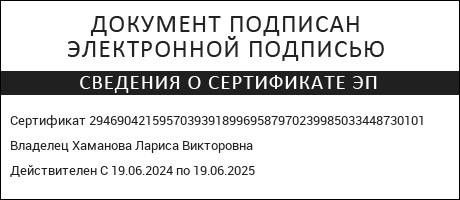 ДОКУМЕНТ ПОДПИСАН
ЭЛЕКТРОННОЙ ПОДПИСЬЮ
СВЕДЕНИЯ О СЕРТИФИКАТЕ ЭП
Сертификат 294690421595703939189969587970239985033448730101
Владелец Хаманова Лариса Викторовна
Действителен С 19.06.2024 по 19.06.2025